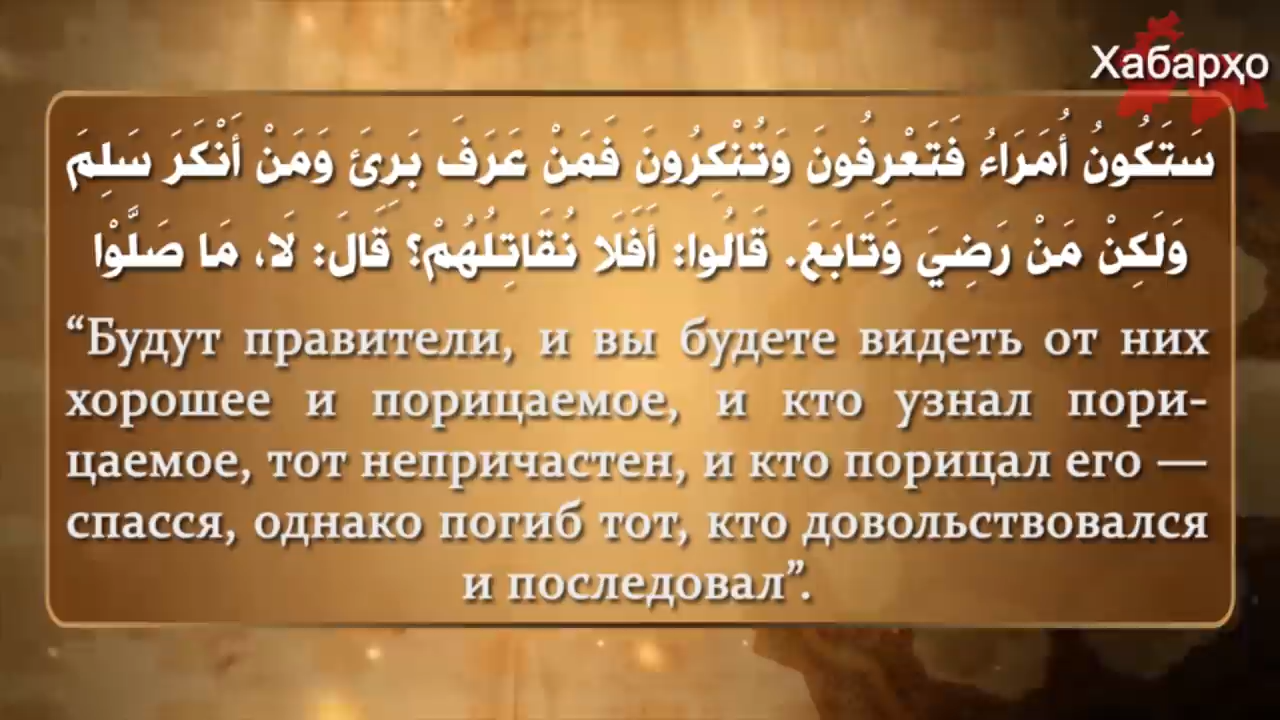 Хабарҳо
سَتَكُونُ أُمَرَاءُ فَتَعْرِفُونَ وَتُنْكِرُونَ فَمَنْ عَرَفَ بَرِئَ وَمَنْ أَنْكَرَ سَلِمَ
وَلَكِنْ مَنْ رَضِيَ وَتَابَعَ. قَالُوا: أَفَلَا نُقَاتِلُهُمْ؟ قَالَ: لَا، مَا صَلَّوْا
“Будут правители, и вы будете видеть от них
хорошее и порицаемое, и кто узнал пори-
цаемое, тот непричастен, и кто порицал его —
спасся, однако погиб тот, кто довольствовался
и последовал”.